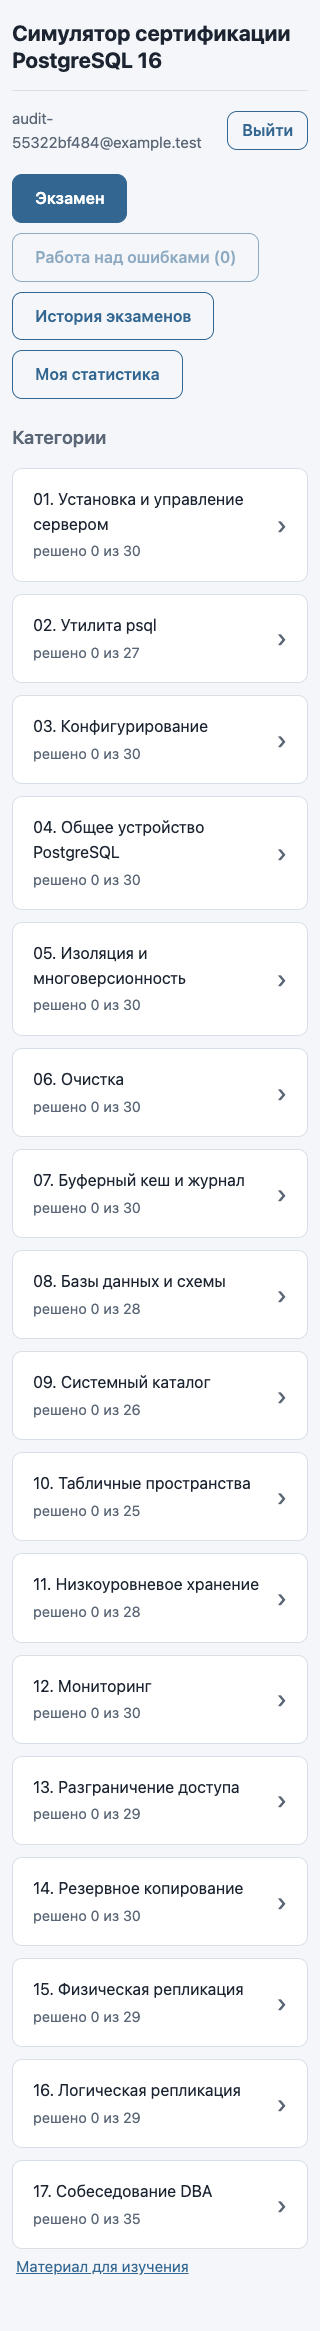 Симулятор сертификации
PostgreSQL 16
audit-
55322bf484@example.test
Выйти
Экзамен
Работа над ошибками (0)
История экзаменов
Моя статистика
Категории
01. Установка и управление
сервером
решено 0 из 30
02. Утилита psql
решено 0 из 27
03. Конфигурирование
решено 0 из 30
04. Общее устройство
PostgreSQL
решено 0 из 30
05. Изоляция и
многоверсионность
решено 0 из 30
06. Очистка
решено 0 из 30
07. Буферный кеш и журнал
решено 0 из 30
08. Базы данных и схемы
решено 0 из 28
09. Системный каталог
решено 0 из 26
10. Табличные пространства
решено 0 из 25
11. Низкоуровневое хранение
решено 0 из 28
12. Мониторинг
решено 0 из 30
13. Разграничение доступа
решено 0 из 29
14. Резервное копирование
решено 0 из 30
15. Физическая репликация
решено 0 из 29
16. Логическая репликация
решено 0 из 29
17. Собеседование DBA
решено 0 из 35
Материал для изучения